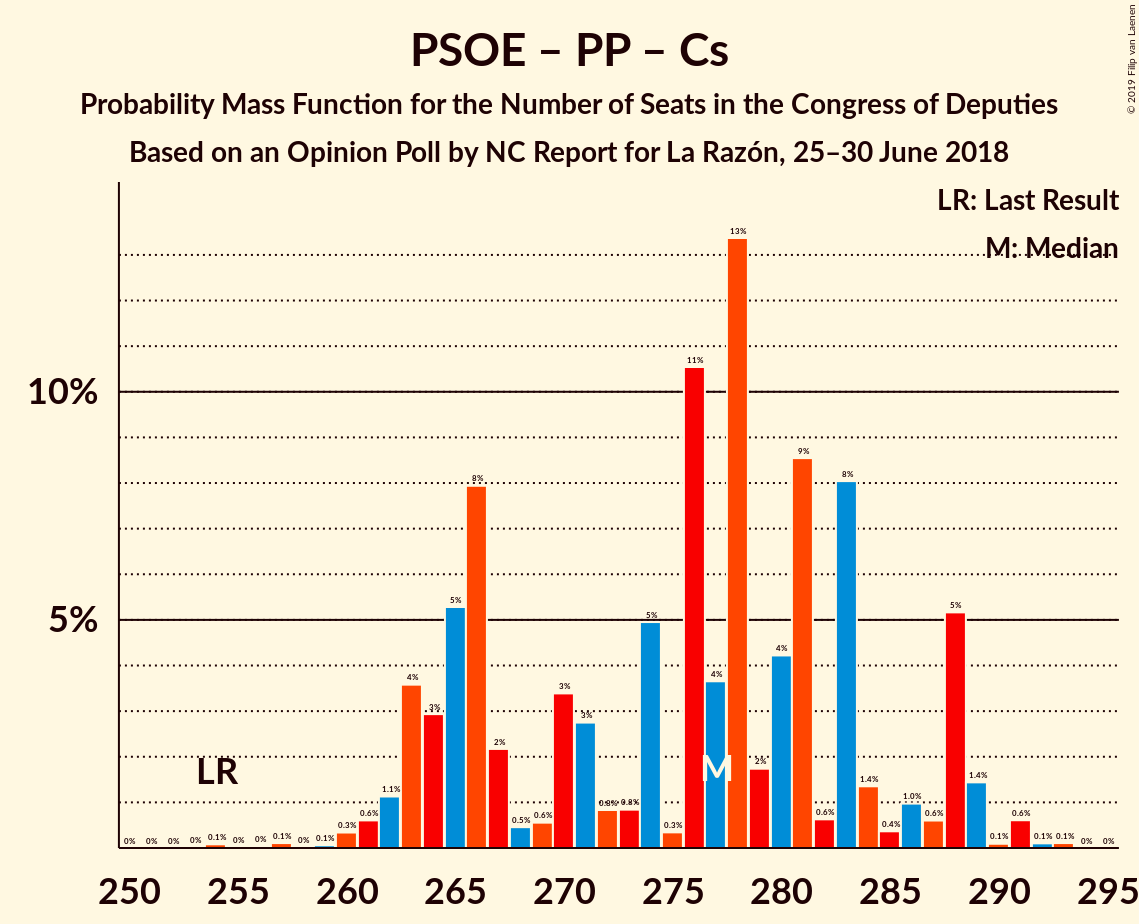 PSOE – PP – Cs
Probability Mass Function for the Number of Seats in the Congress of Deputies
Based on an Opinion Poll by NC Report for La Razón, 25–30 June 2018
© 2019 Filip van Laenen
LR: Last Result
M: Median
10%
5%
0% 0% 0% 0% 0.1% 0% 0% 0.1% 0% 0.1% 0.3% 0.6% 1.1% 4% 3% 5% 8% 2% 0.5% 0.6% 3% 3% 0.8% 0.8% 5% 0.3% 11% 4% 13% 2% 4% 9% 0.6% 8% 1.4% 0.4% 1.0% 0.6% 5% 1.4% 0.1% 0.6% 0.1% 0.1% 0% 0%
LR
M
250 255 260 265 270 275 280 285 290 295